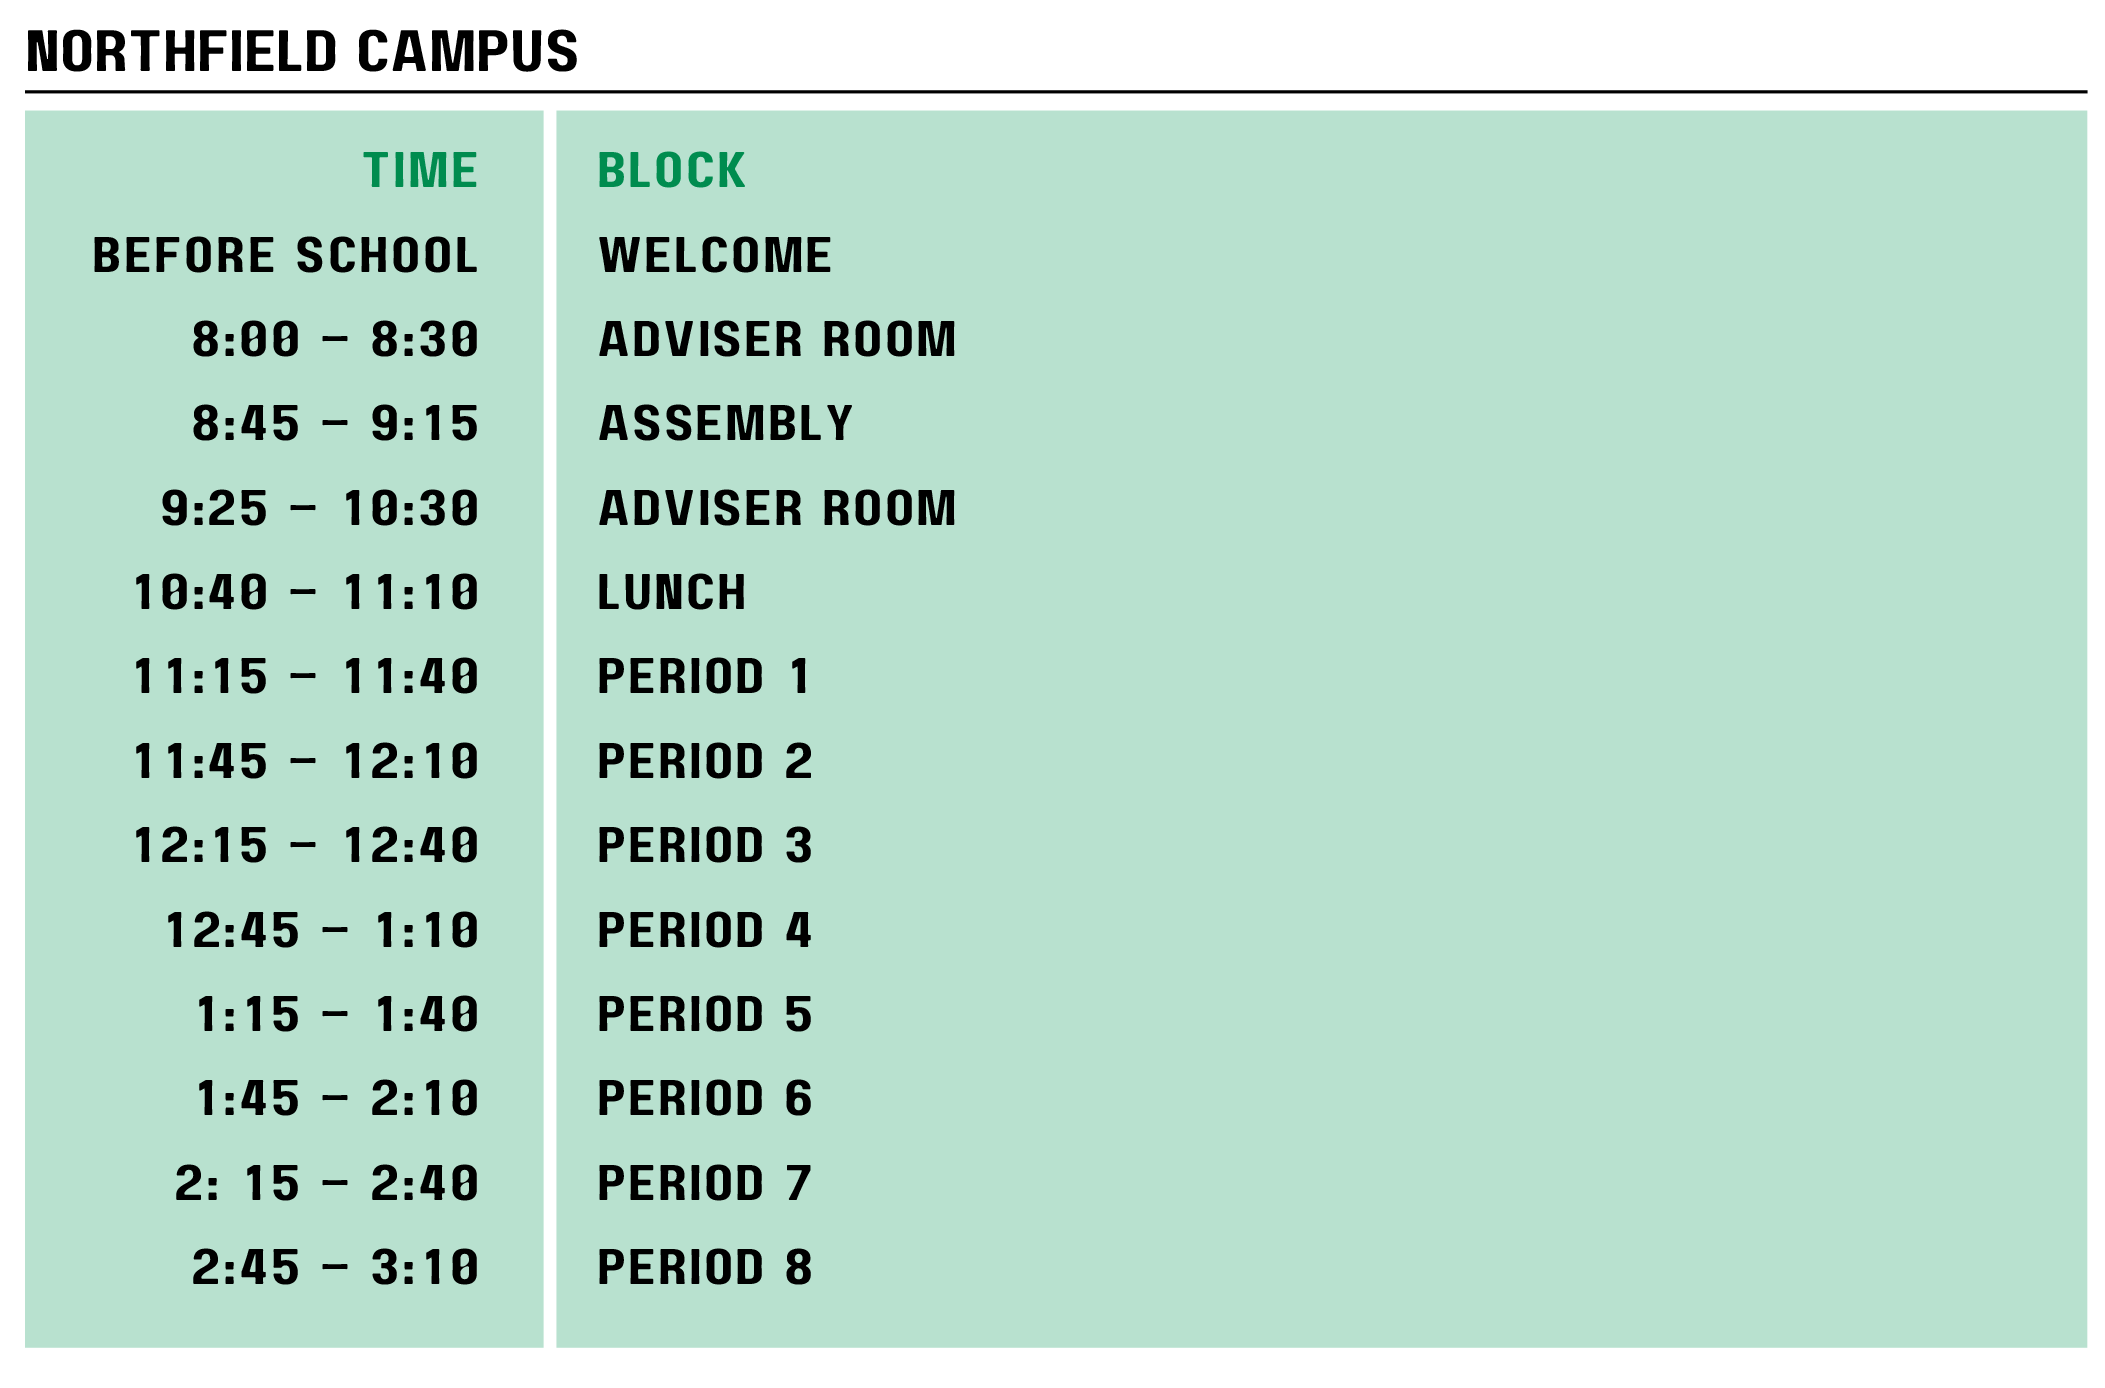 NORTHFIELD CAMPUS
TIME BLOCK
BEFORE SCHOOL WELCOME
8:00 – 8:30 ADVISER ROOM
8:45 – 9:15 ASSEMBLY
9:25 – 10:30 ADVISER ROOM
10:40 – 11:10 LUNCH
11:15 – 11:40 PERIOD 1
11:45 – 12:10 PERIOD 2
12:15 – 12:40 PERIOD 3
12:45 – 1:10 PERIOD 4
1:15 – 1:40 PERIOD 5
1:45 – 2:10 PERIOD 6
2: 15 – 2:40 PERIOD 7
2:45 – 3:10 PERIOD 8